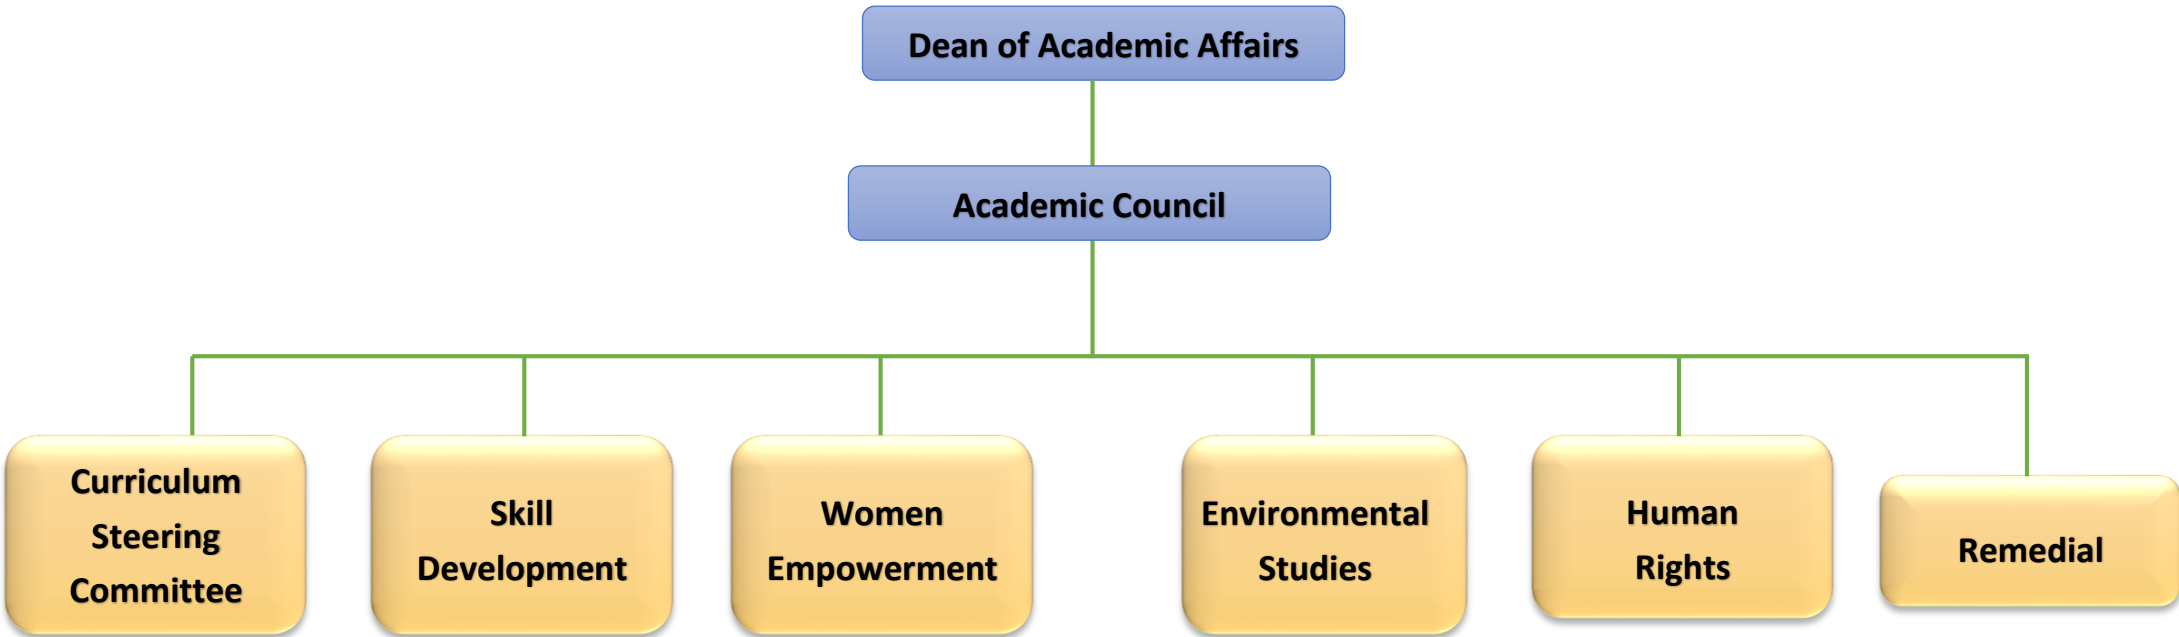 Dean of Academic Affairs
Academic Council
Curriculum
Steering
Committee
Skill
Development
Women
Empowerment
Environmental
Studies
Human
Rights
Remedial